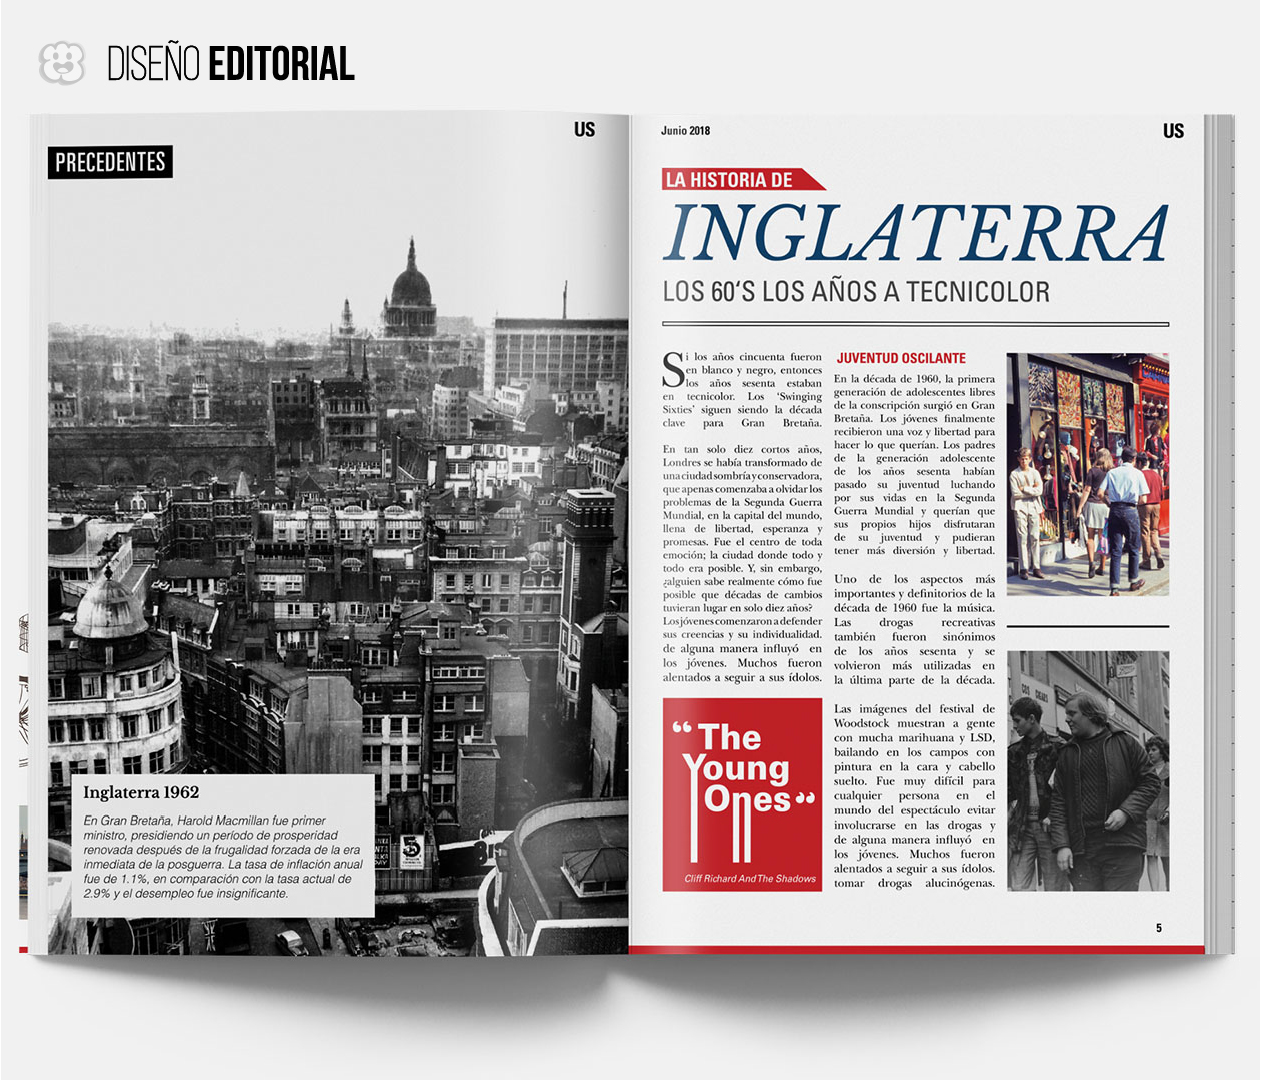 DISEÑO EDITORIAL
US
PRECEDENTES
Inglaterra 1962
En Gran Bretaña, Harold Macmillan fue primer
ministro, presidiendo un período de prosperidad
renovada después de la frugalidad forzada de la era
inmediata de la posguerra. La tasa de inflación anual
fue de 1.1%, en comparación con la tasa actual de
2.9% y el desempleo fue insignificante.
Junio 2018
US
LA HISTORIA DE
INGLATERRA
LOS 60‘S LOS AÑOS A TECNICOLOR
Si los años cincuenta fueron
en blanco y negro, entonces
los años sesenta estaban
en tecnicolor. Los ‘Swinging
Sixties’ siguen siendo la década
clave para Gran Bretaña.
En tan solo diez cortos años,
Londres se había transformado de
una ciudad sombría y conservadora,
que apenas comenzaba a olvidar los
problemas de la Segunda Guerra
Mundial, en la capital del mundo,
llena de libertad, esperanza y
promesas. Fue el centro de toda
emoción; la ciudad donde todo y
todo era posible. Y, sin embargo,
¿alguien sabe realmente cómo fue
posible que décadas de cambios
tuvieran lugar en solo diez años?
Los jóvenes comenzaron a defender
sus creencias y su individualidad.
de alguna manera influyó en
los jóvenes. Muchos fueron
alentados a seguir a sus ídolos.
“The
Young
Ones”
Cliff Richard And The Shadows
JUVENTUD OSCILANTE
En la década de 1960, la primera
generación de adolescentes libres
de la conscripción surgió en Gran
Bretaña. Los jóvenes finalmente
recibieron una voz y libertad para
hacer lo que querían. Los padres
de la generación adolescente
de los años sesenta habían
pasado su juventud luchando
por sus vidas en la Segunda
Guerra Mundial y querían que
sus propios hijos disfrutaran
de su juventud y pudieran
tener más diversión y libertad.
Uno de los aspectos más
importantes y definitorios de la
década de 1960 fue la música.
Las drogas recreativas
también fueron sinónimos
de los años sesenta y se
volvieron más utilizadas en
la última parte de la década.
Las imágenes del festival de
Woodstock muestran a gente
con mucha marihuana y LSD,
bailando en los campos con
pintura en la cara y cabello
suelto. Fue muy difícil para
cualquier persona en el
mundo del espectáculo evitar
involucrarse en las drogas y
de alguna manera influyó en
los jóvenes. Muchos fueron
alentados a seguir a sus ídolos.
tomar drogas alucinógenas.
5